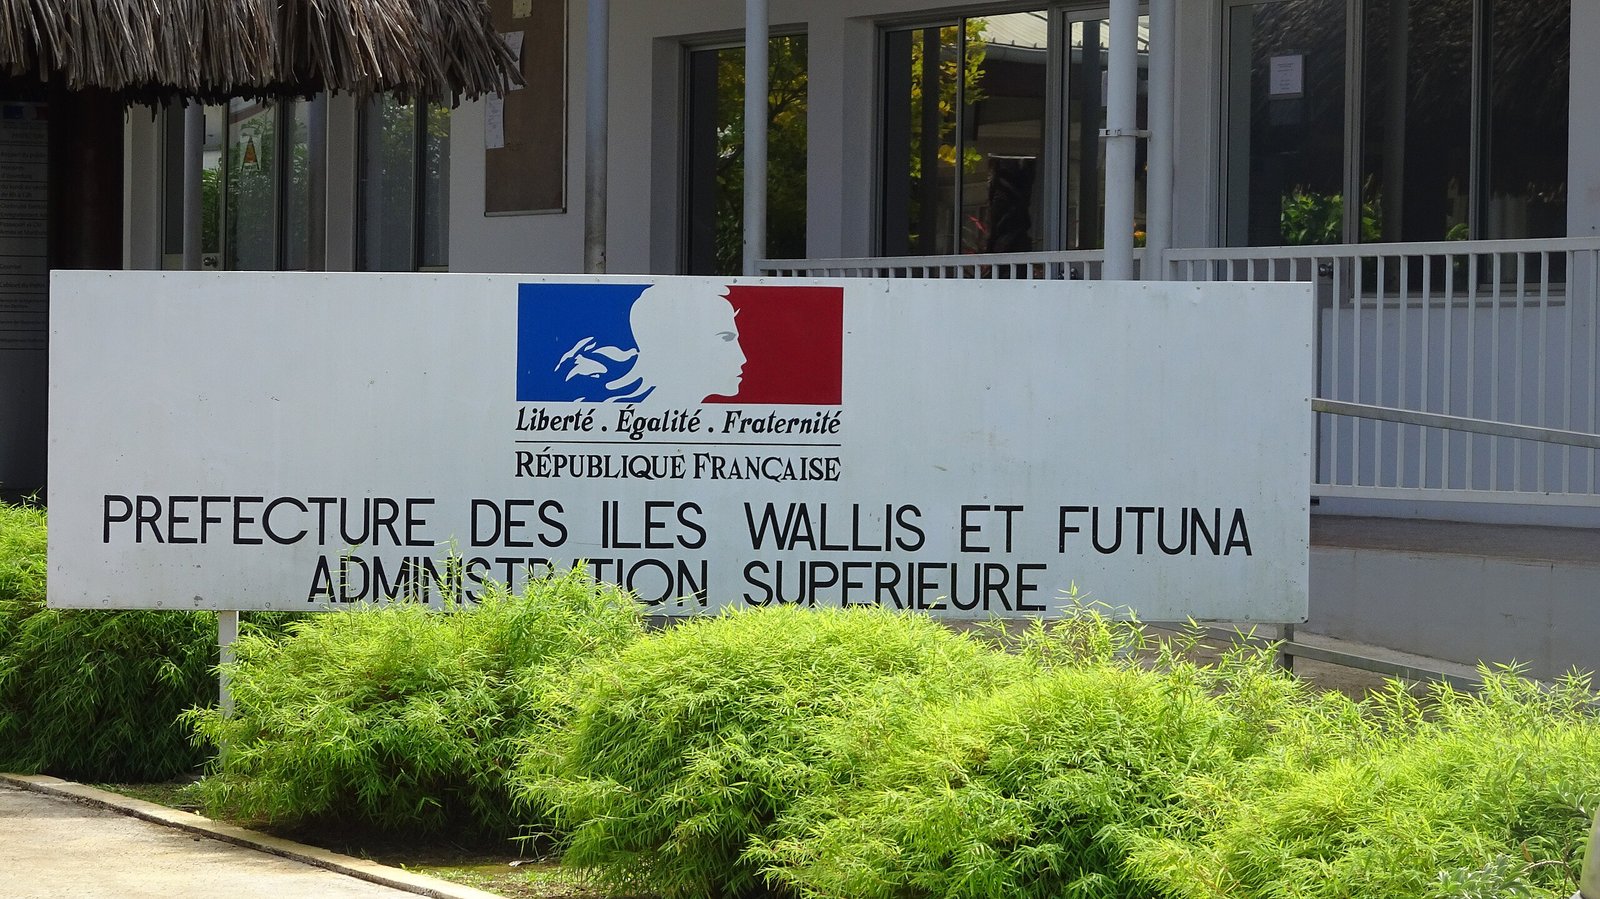 Liberté . Égalité . Fraternité
RÉPUBLIQUE FRANÇAISE
PREFECTURE DES ILES WALLIS ET FUTUNA
ADMINISTRATION SUPERIEURE